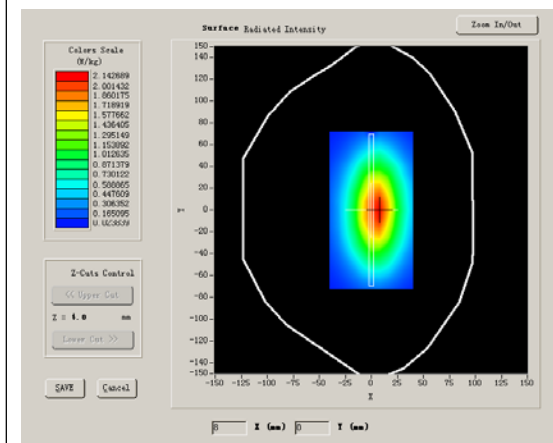 Surface Radiated Intensity
Zoom In/Out
Colors Scale
(W/kg)
2.142689
2.001432
1.860175
1.718919
1.577662
1.436405
1.295149
1.153892
1.012635
0.871379
0.730122
0.588865
0.447609
0.306352
0.165095
0.023839
Z-Cuts Control
<< Upper Cut
Z = 4.0 mm
Lower Cut >>
SAVE
Cancel
150
140
120
100
80
60
40
20
0
-20
-40
-60
-80
-100
-120
-140
-150
Y
-150 -125 -100 -75 -50 -25 0 25 50 75 100 125 150
X
8 X (mm) 0 Y (mm)